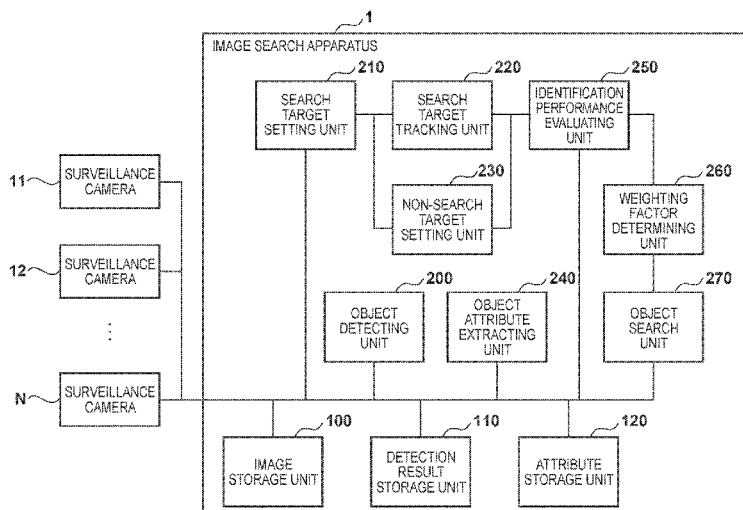 1
IMAGE SEARCH APPARATUS
210
SEARCH
TARGET
SETTING UNIT
220
SEARCH
TARGET
TRACKING UNIT
250
IDENTIFICATION
PERFORMANCE
EVALUATING
UNIT
230
NON-SEARCH
TARGET
SETTING UNIT
260
WEIGHTING
FACTOR
DETERMINING
UNIT
11
SURVEILLANCE
CAMERA
12
SURVEILLANCE
CAMERA
...
N
SURVEILLANCE
CAMERA
200
OBJECT
DETECTING
UNIT
240
OBJECT
ATTRIBUTE
EXTRACTING
UNIT
270
OBJECT
SEARCH
UNIT
100
IMAGE
STORAGE UNIT
110
DETECTION
RESULT
STORAGE UNIT
120
ATTRIBUTE
STORAGE UNIT